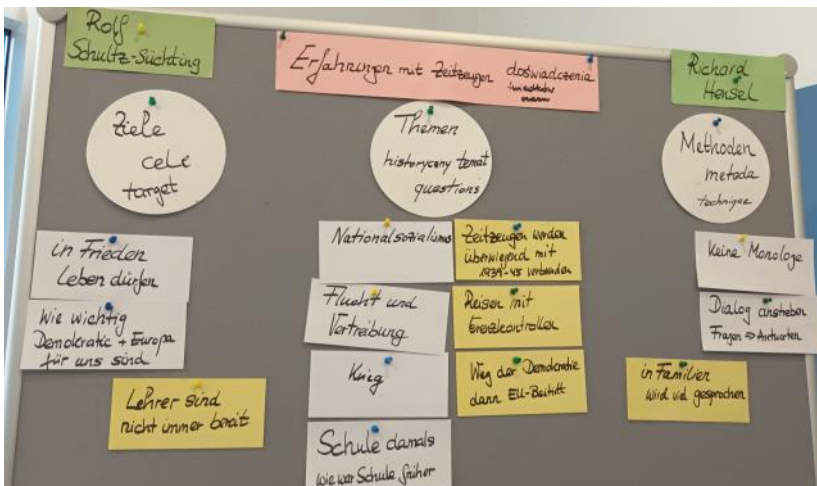 Rolf
Schultz-Süchting
Erfahrungen mit Zeitzeugen doświadczenia
Richard
Hensel
Ziele
cele
target
in Frieden
Leben dürfen
Wie wichtig
Demokratie + Europa
für uns sind
Lehrer sind
nicht immer bereit
Themen
historyczny temat
questions
Nationalsozialismus
Flucht und
Vertreibung
Krieg
Schule damals
wie war Schule früher
Zeitzeugen werden
überwiegend mit
1939-45 verbunden
Reisen mit
Grenzkontrollen
Weg der Demokratie
dann EU-Beitritt
Methoden
metoda
technique
Keine Monologe
Dialog anstreben
Fragen ⇒ Antworten
in Familien
wird viel gesprochen